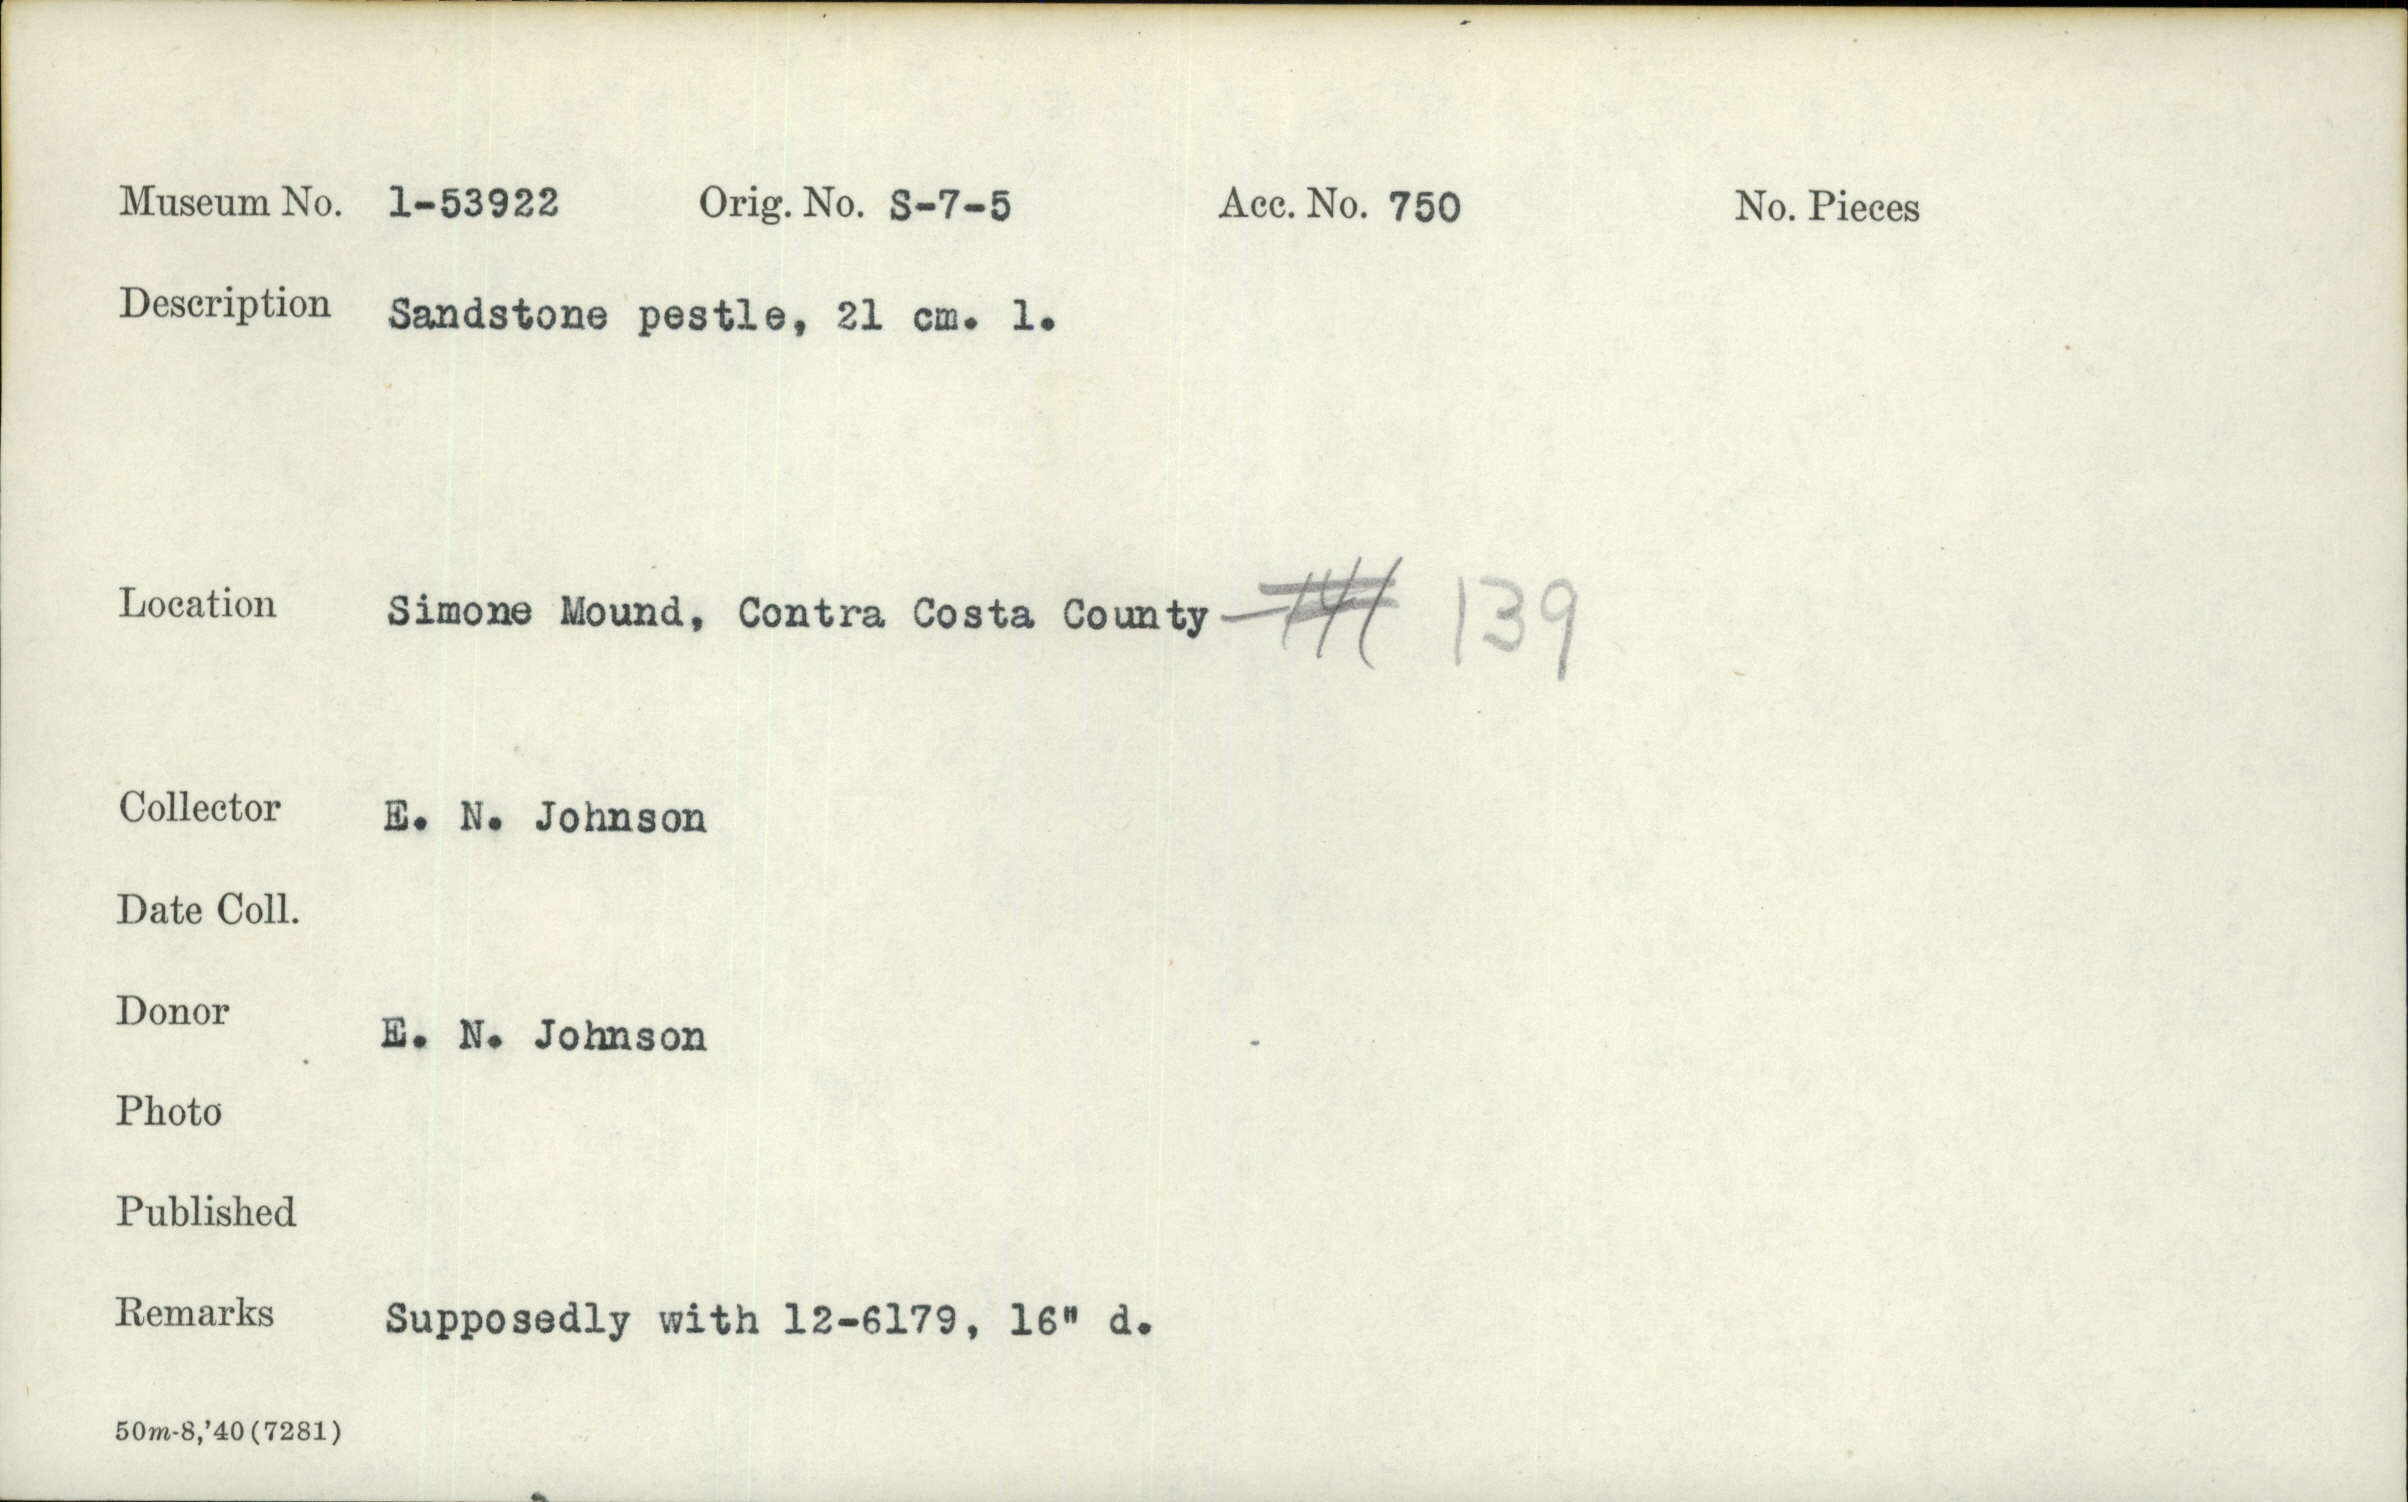 Museum No. 1-53922 Orig. No. S-7-5 Acc. No. 750 No. Pieces
Description Sandstone pestle, 21 cm. l.
Location Simone Mound, Contra Costa County -141 139
Collector E. N. Johnson
Date Coll.
Donor E. N. Johnson
Photo
Published
Remarks Supposedly with 12-6179, 16" d.
50m-8,'40(7281)